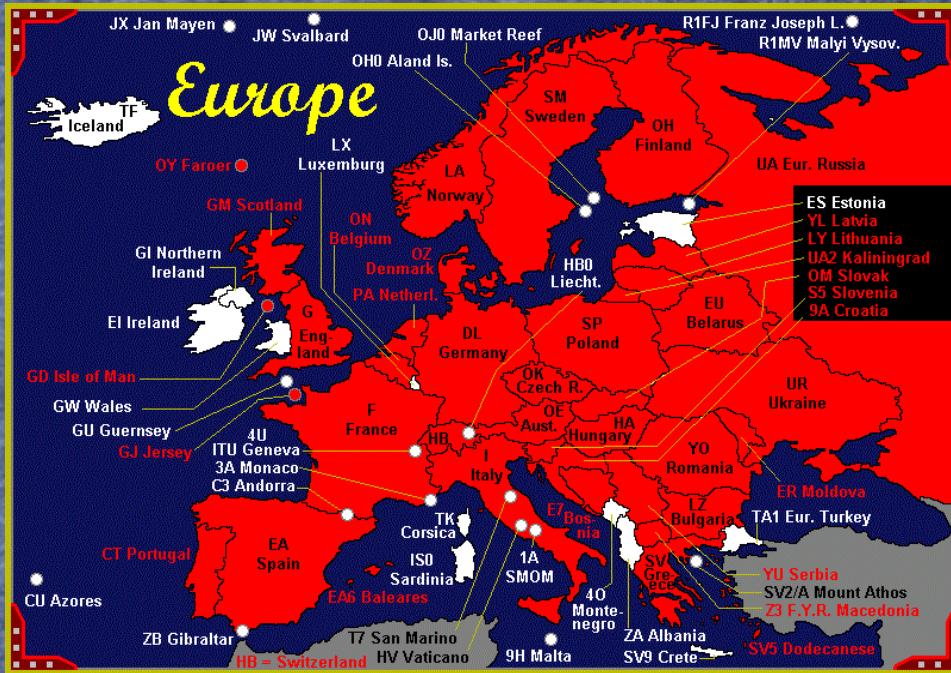 JX Jan Mayen
JW Svalbard
OJ0 Market Reef
OH0 Aland Is.
R1FJ Franz Joseph L.
R1MV Malyi Vysov.
Europe
TF
Iceland
LX
Luxemburg
SM
Sweden
OH
Finland
UA Eur. Russia
OY Faroer
LA
Norway
GM Scotland
ON
Belgium
ES Estonia
YL Latvia
LY Lithuania
UA2 Kaliningrad
OM Slovak
S5 Slovenia
9A Croatia
GI Northern
Ireland
OZ
Denmark
HB0
Liecht.
PA Netherl.
EI Ireland
G
Eng-
land
DL
Germany
SP
Poland
EU
Belarus
GD Isle of Man
GW Wales
GU Guernsey
GJ Jersey
OK
Czech R.
UR
Ukraine
F
France
OE
Aust.
HA
Hungary
HB
4U
ITU Geneva
3A Monaco
C3 Andorra
I
Italy
YO
Romania
ER Moldova
TK
Corsica
E7
Bos-
nia
LZ
Bulgaria
TA1 Eur. Turkey
CT Portugal
EA
Spain
IS0
Sardinia
1A
SMOM
SV
Gre-
ece
YU Serbia
SV2/A Mount Athos
Z3 F.Y.R. Macedonia
CU Azores
EA6 Baleares
4O
Monte-
negro
ZB Gibraltar
T7 San Marino
HV Vaticano
HB = Switzerland
9H Malta
ZA Albania
SV9 Crete
SV5 Dodecanese